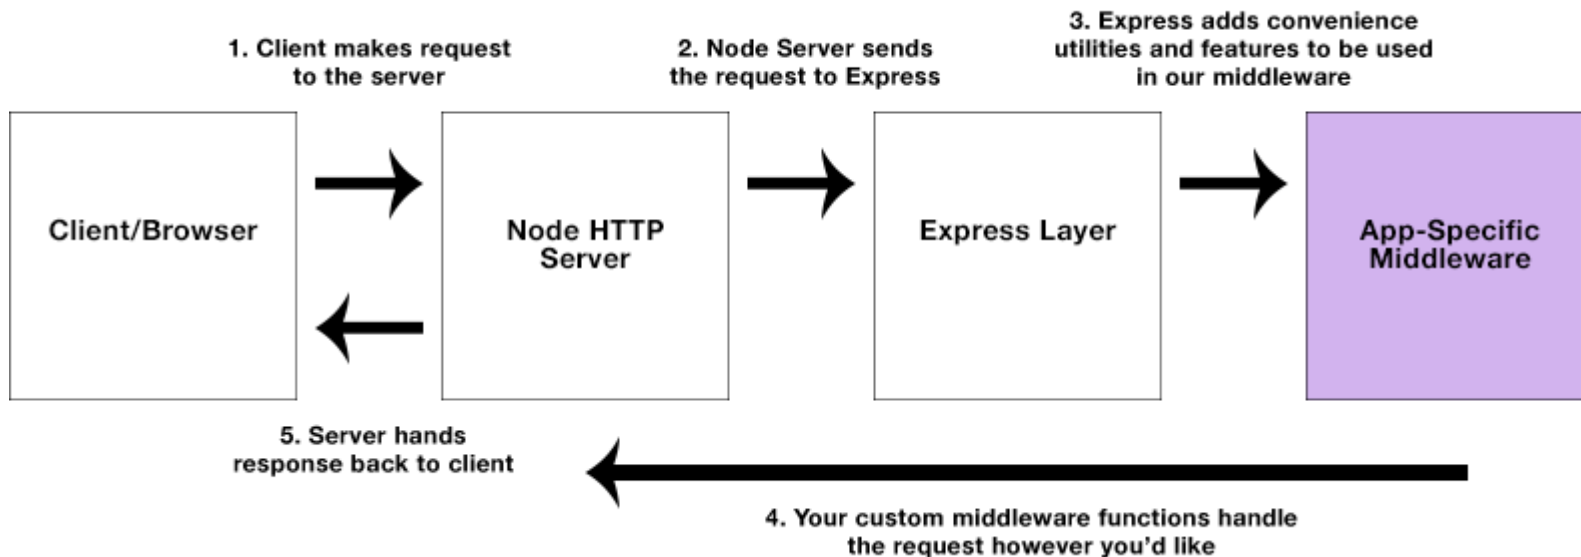 1. Client makes request
to the server
2. Node Server sends
the request to Express
3. Express adds convenience
utilities and features to be used
in our middleware
Client/Browser
Node HTTP
Server
Express Layer
App-Specific
Middleware
5. Server hands
response back to client
4. Your custom middleware functions handle
the request however you'd like